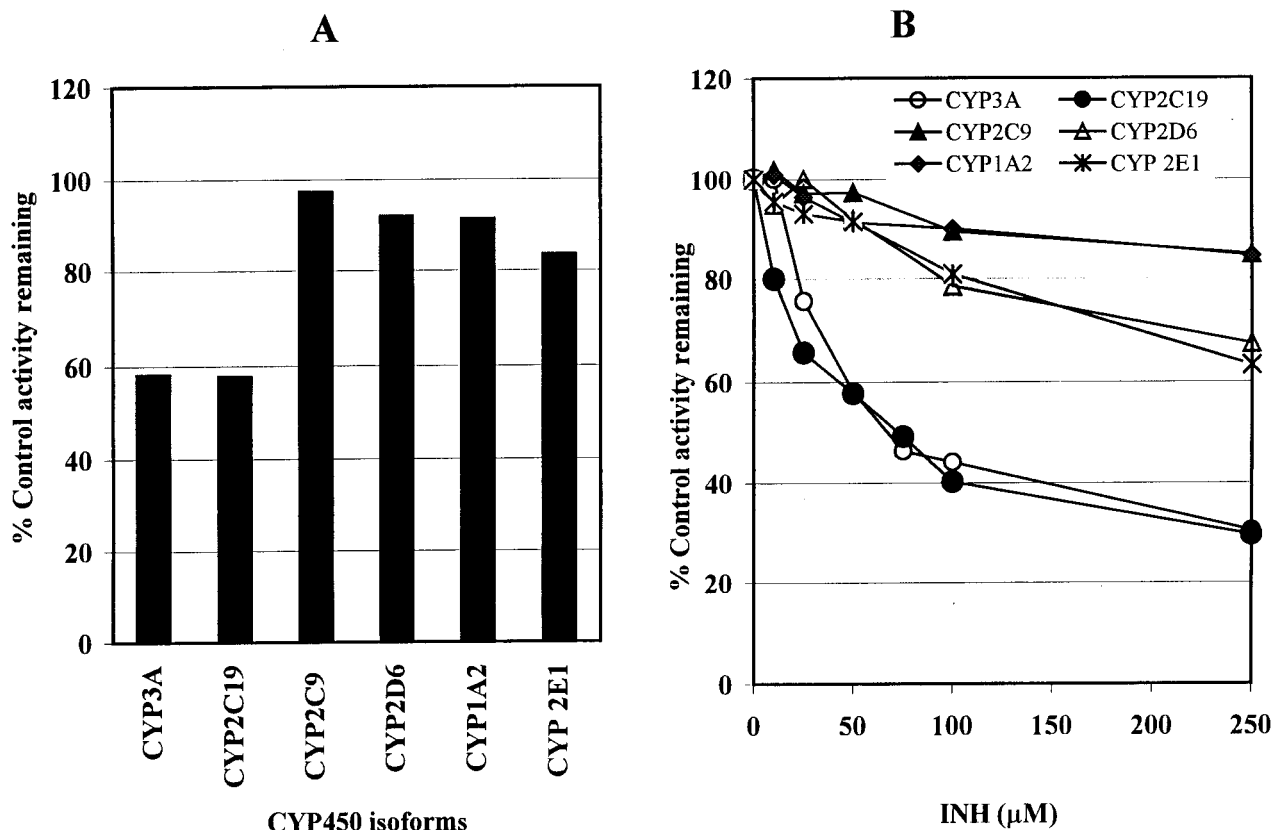 A
% Control activity remaining
120
100
80
60
40
20
0
CYP3A
CYP2C19
CYP2C9
CYP2D6
CYP1A2
CYP 2E1
CYP450 isoforms
B
% Control activity remaining
120
100
80
60
40
20
0
CYP3A CYP2C19
CYP2C9 CYP2D6
CYP1A2 CYP 2E1
0 50 100 150 200 250
INH (μM)